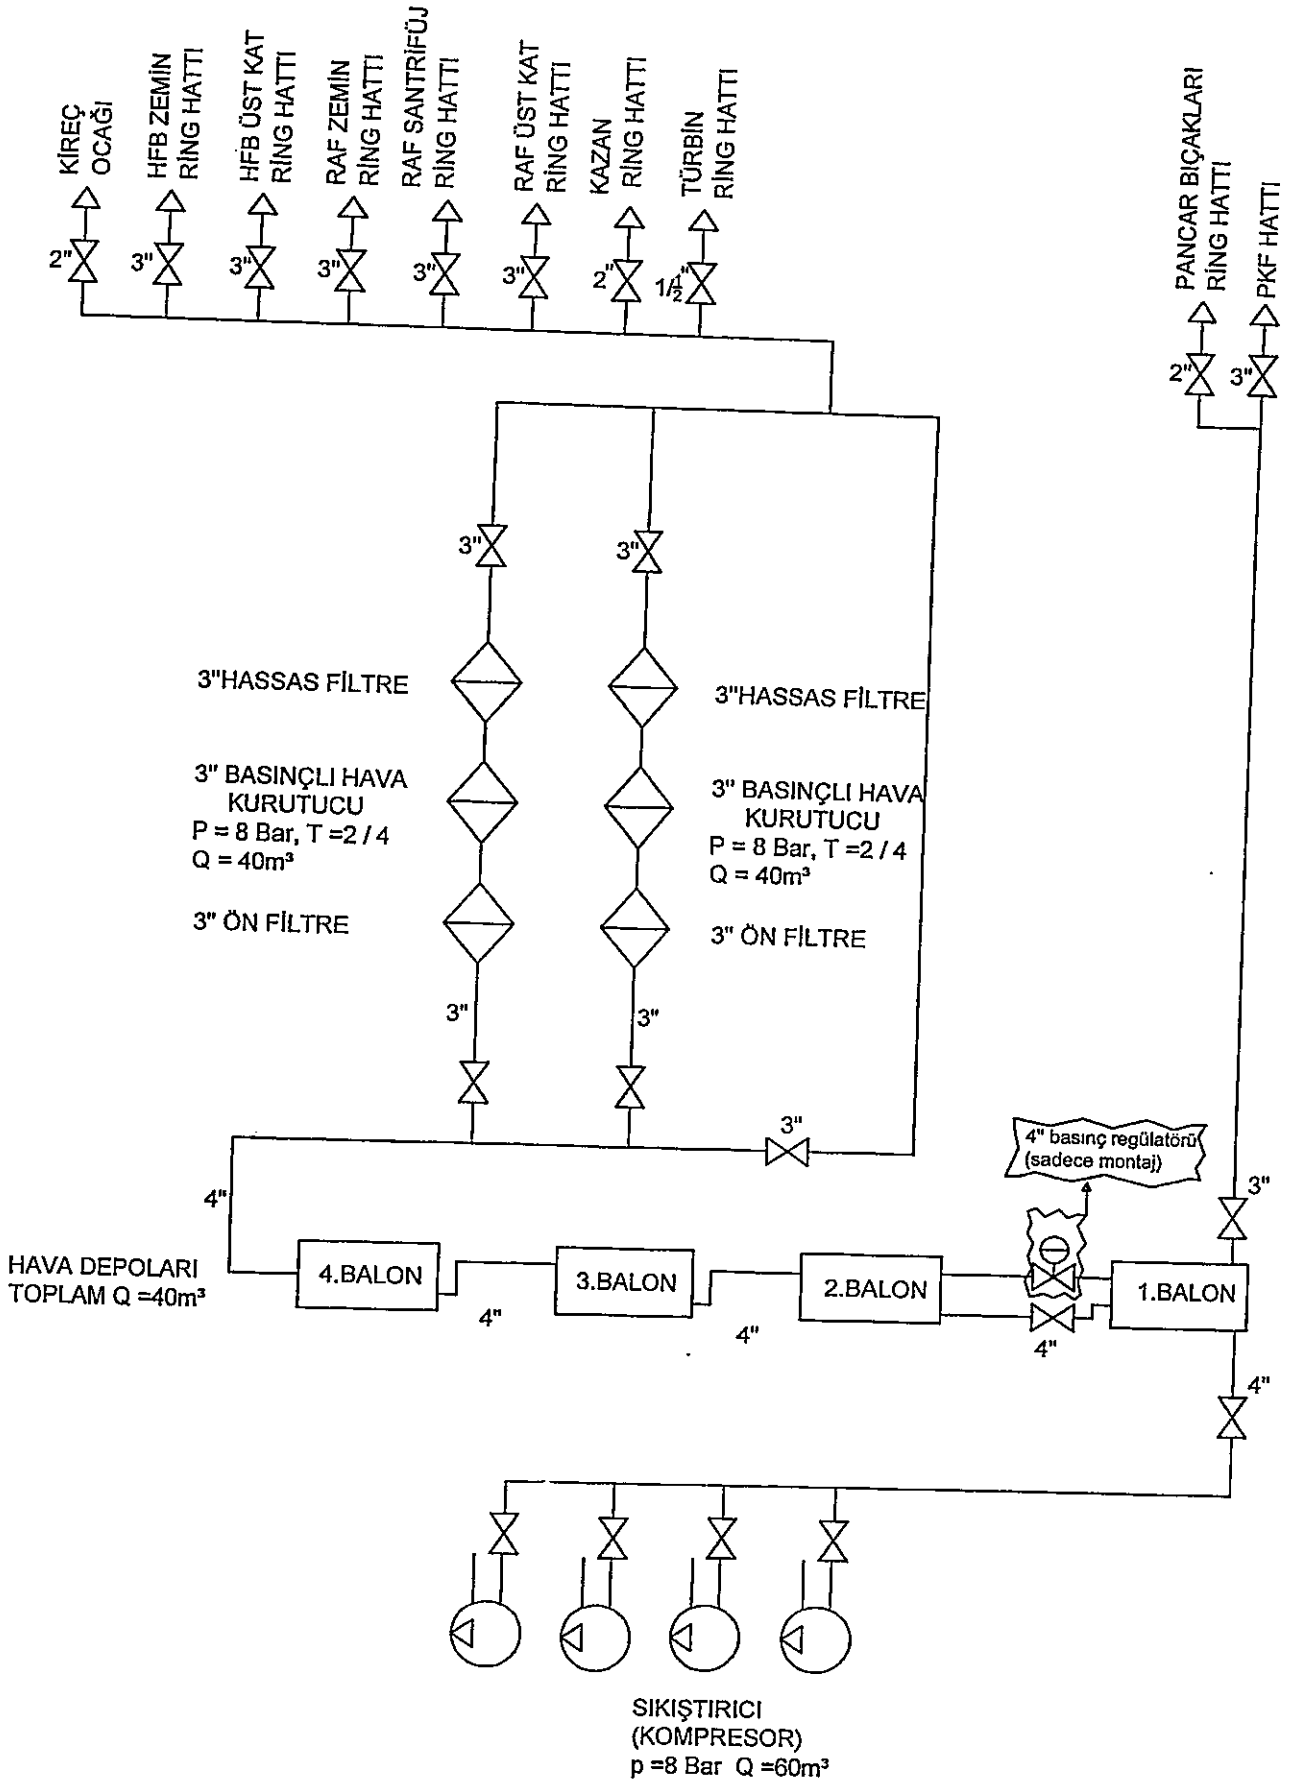 KİREÇ
OCAĞI
HFB ZEMİN
RİNG HATTI
HFB ÜST KAT
RİNG HATTI
RAF ZEMİN
RİNG HATTI
RAF SANTRİFÜJ
RİNG HATTI
RAF ÜST KAT
RİNG HATTI
KAZAN
RİNG HATTI
TÜRBİN
RİNG HATTI
PANCAR BIÇAKLARI
RİNG HATTI
PKF HATTI
2"
3"
3"
3"
3"
3"
2"
1/½"
2"
3"
3"
3"
3"HASSAS FİLTRE
3"HASSAS FİLTRE
3" BASINÇLI HAVA
KURUTUCU
P = 8 Bar, T =2 / 4
Q = 40m³
3" BASINÇLI HAVA
KURUTUCU
P = 8 Bar, T =2 / 4
Q = 40m³
3" ÖN FİLTRE
3" ÖN FİLTRE
3"
3"
3"
4" basınç regülatörü
(sadece montaj)
4"
3"
HAVA DEPOLARI
TOPLAM Q =40m³
4.BALON
3.BALON
2.BALON
1.BALON
4"
4"
4"
4"
SIKIŞTIRICI
(KOMPRESOR)
p =8 Bar Q =60m³